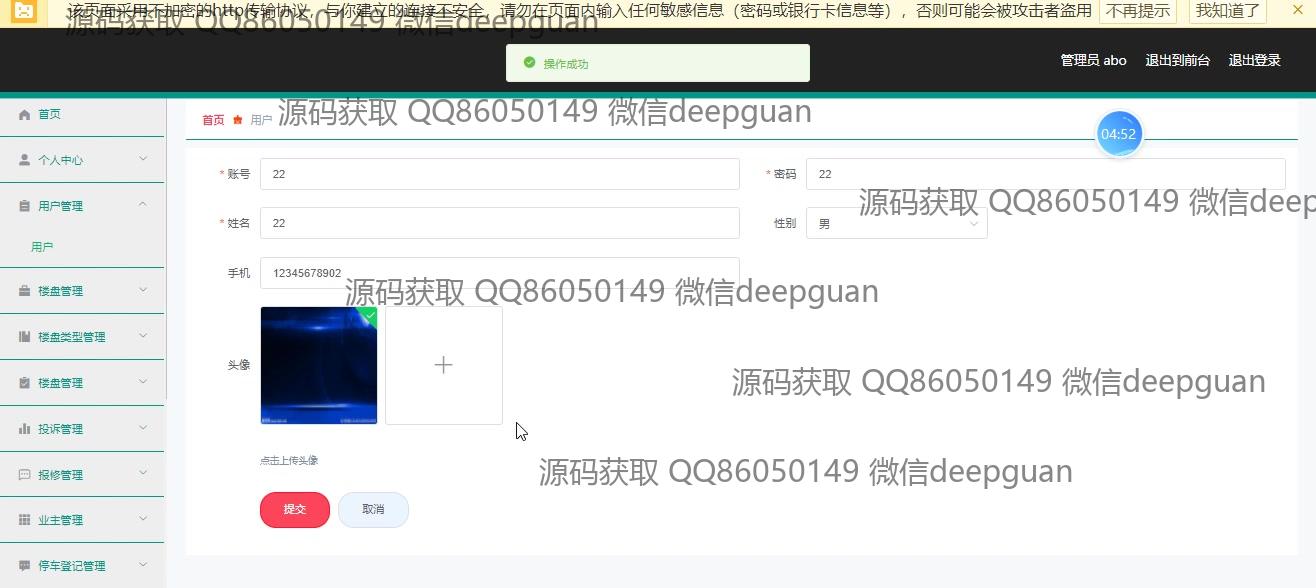 该页面采用不加密的http传输协议，与你建立的连接不安全，请勿在页面内输入任何敏感信息（密码或银行卡信息等），否则可能会被攻击者盗用 不再提示 我知道了
源码获取 QQ86050149 微信deepguan
操作成功
管理员 abo 退出到前台 退出登录
首页
个人中心
用户管理
用户
楼盘管理
楼盘类型管理
楼盘管理
投诉管理
报修管理
业主管理
停车登记管理
首页 用户
源码获取 QQ86050149 微信deepguan
04:52
* 账号 22
* 密码 22
源码获取 QQ86050149 微信deep
* 姓名 22
性别 男
手机 12345678902
源码获取 QQ86050149 微信deepguan
头像
源码获取 QQ86050149 微信deepguan
点击上传头像
源码获取 QQ86050149 微信deepguan
提交 取消